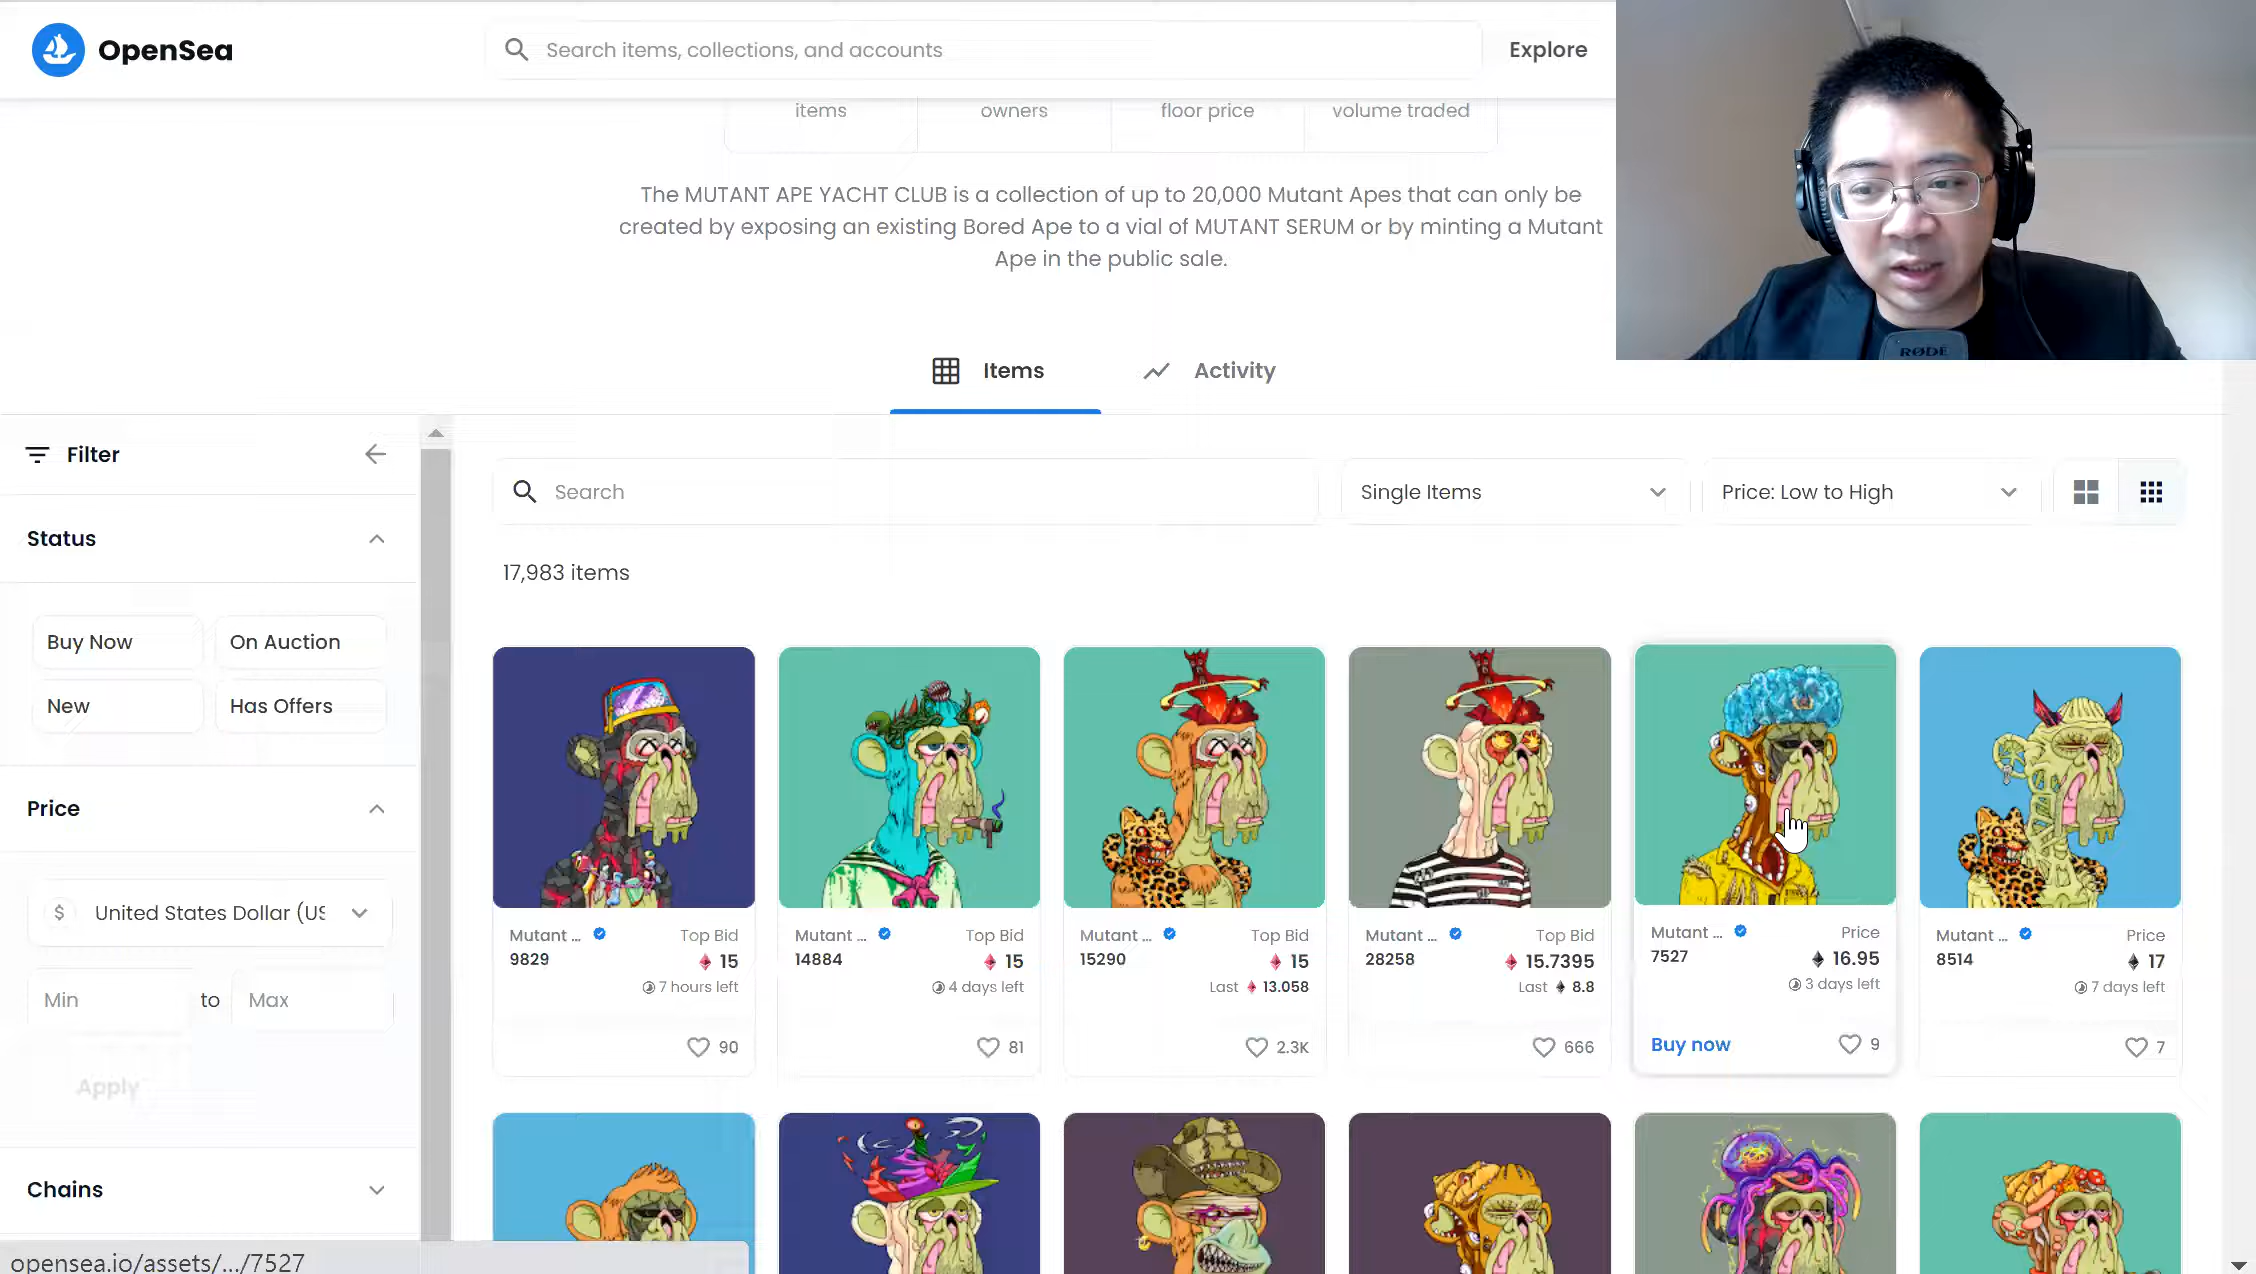 OpenSea
Search items, collections, and accounts
Explore
items
owners
floor price
volume traded
The MUTANT APE YACHT CLUB is a collection of up to 20,000 Mutant Apes that can only be
created by exposing an existing Bored Ape to a vial of MUTANT SERUM or by minting a Mutant
Ape in the public sale.
RØDE
Items
Activity
Filter
Search
Single Items
Price: Low to High
Status
17,983 items
Buy Now
On Auction
New
Has Offers
Price
$ United States Dollar (US
Min to Max
Apply
Chains
Mutant ...
Top Bid
9829
15
7 hours left
90
Mutant ...
Top Bid
14884
15
4 days left
81
Mutant ...
Top Bid
15290
15
Last 13.058
2.3K
Mutant ...
Top Bid
28258
15.7395
Last 8.8
666
Mutant ...
Price
7527
16.95
3 days left
Buy now
9
Mutant ...
Price
8514
17
7 days left
7
opensea.io/assets/.../7527